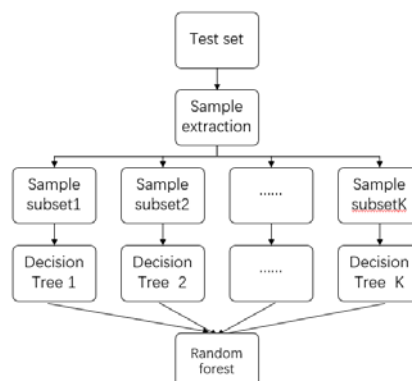 Test set
Sample
extraction
Sample
subset1
Sample
subset2
……
Sample
subsetK
Decision
Tree 1
Decision
Tree 2
……
Decision
Tree K
Random
forest